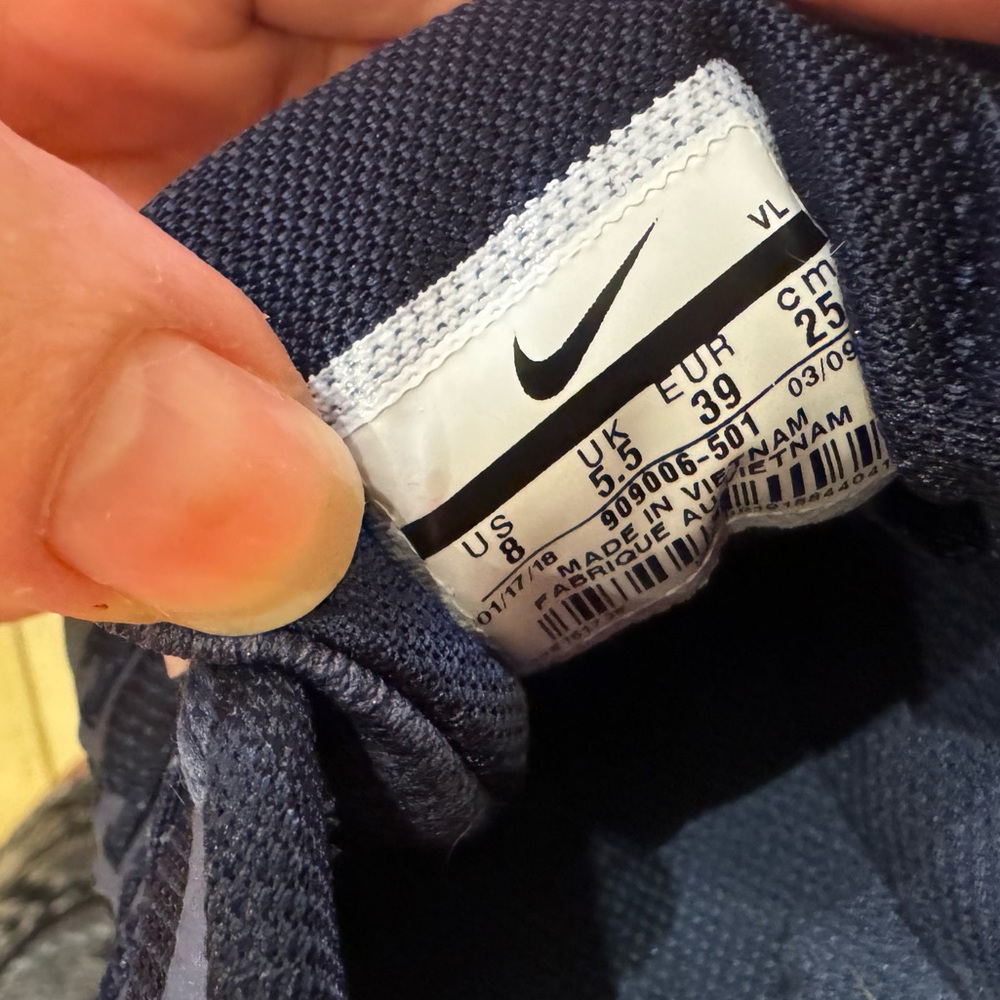 VL
US UK EUR cm
8 5.5 39 25
01/17/18 909006-501 03/09
MADE IN VIETNAM
FABRIQUE AU VIETNAM